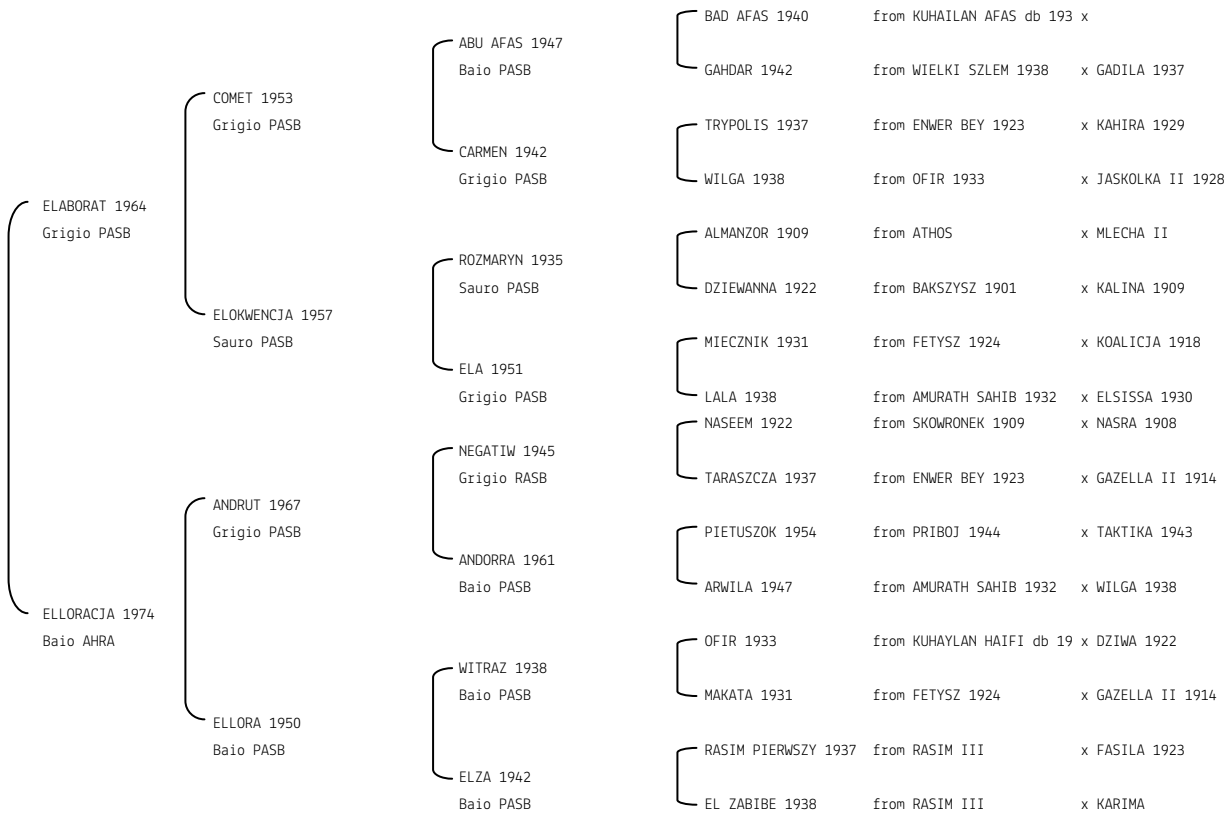 BAD AFAS 1940 from KUHAILAN AFAS db 193 x
ABU AFAS 1947
Baio PASB GAHDAR 1942 from WIELKI SZLEM 1938 x GADILA 1937
COMET 1953
Grigio PASB TRYPOLIS 1937 from ENWER BEY 1923 x KAHIRA 1929
CARMEN 1942
Grigio PASB WILGA 1938 from OFIR 1933 x JASKOLKA II 1928
ELABORAT 1964
Grigio PASB ALMANZOR 1909 from ATHOS x MLECHA II
ROZMARYN 1935
Sauro PASB DZIEWANNA 1922 from BAKSZYSZ 1901 x KALINA 1909
ELOKWENCJA 1957
Sauro PASB MIECZNIK 1931 from FETYSZ 1924 x KOALICJA 1918
ELA 1951
Grigio PASB LALA 1938 from AMURATH SAHIB 1932 x ELSISSA 1930
NASEEM 1922 from SKOWRONEK 1909 x NASRA 1908
NEGATIW 1945
Grigio RASB TARASZCZA 1937 from ENWER BEY 1923 x GAZELLA II 1914
ANDRUT 1967
Grigio PASB PIETUSZOK 1954 from PRIBOJ 1944 x TAKTIKA 1943
ANDORRA 1961
Baio PASB ARWILA 1947 from AMURATH SAHIB 1932 x WILGA 1938
ELLORACJA 1974
Baio AHRA OFIR 1933 from KUHAYLAN HAIFI db 19 x DZIWA 1922
WITRAZ 1938
Baio PASB MAKATA 1931 from FETYSZ 1924 x GAZELLA II 1914
ELLORA 1950
Baio PASB RASIM PIERWSZY 1937 from RASIM III x FASILA 1923
ELZA 1942
Baio PASB EL ZABIBE 1938 from RASIM III x KARIMA